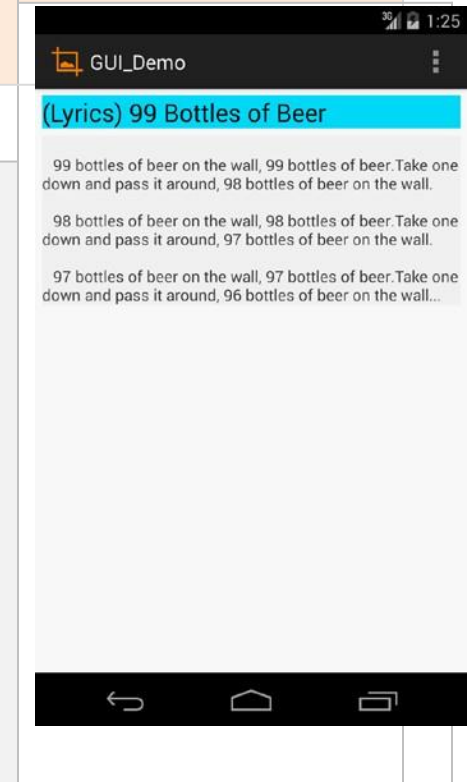 3G 1:25
GUI_Demo
(Lyrics) 99 Bottles of Beer
99 bottles of beer on the wall, 99 bottles of beer.Take one
down and pass it around, 98 bottles of beer on the wall.
98 bottles of beer on the wall, 98 bottles of beer.Take one
down and pass it around, 97 bottles of beer on the wall.
97 bottles of beer on the wall, 97 bottles of beer.Take one
down and pass it around, 96 bottles of beer on the wall...